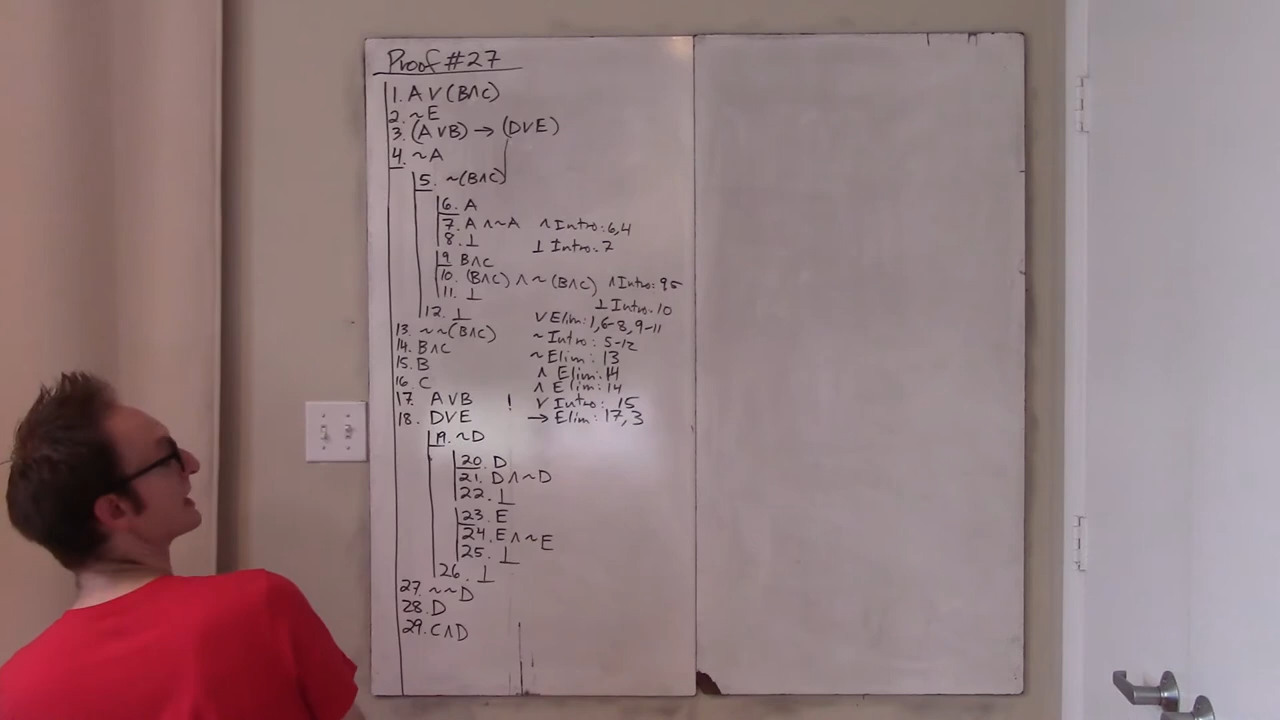 Proof #27
1. A ∨ (B∧C)
2. ~E
3. (A∨B) → (D∨E)
4. ~A
5. ~(B∧C)
6. A
7. A ∧ ~A ∧ Intro: 6,4
8. ⊥ ⊥ Intro: 7
9 B∧C
10. (B∧C) ∧ ~(B∧C) ∧ Intro: 9 5
11. ⊥ ⊥ Intro. 10
12. ⊥ ∨ Elim: 1, 6-8, 9-11
13. ~~(B∧C) ~ Intro: 5-12
14. B∧C ~ Elim: 13
15. B ∧ Elim: 14
16. C ∧ Elim: 14
17. A∨B ! ∨ Intro: 15
18. D∨E → Elim: 17, 3
19. ~D
20. D
21. D∧~D
22. ⊥
23. E
24. E∧~E
25. ⊥
26. ⊥
27. ~~D
28. D
29. C∧D